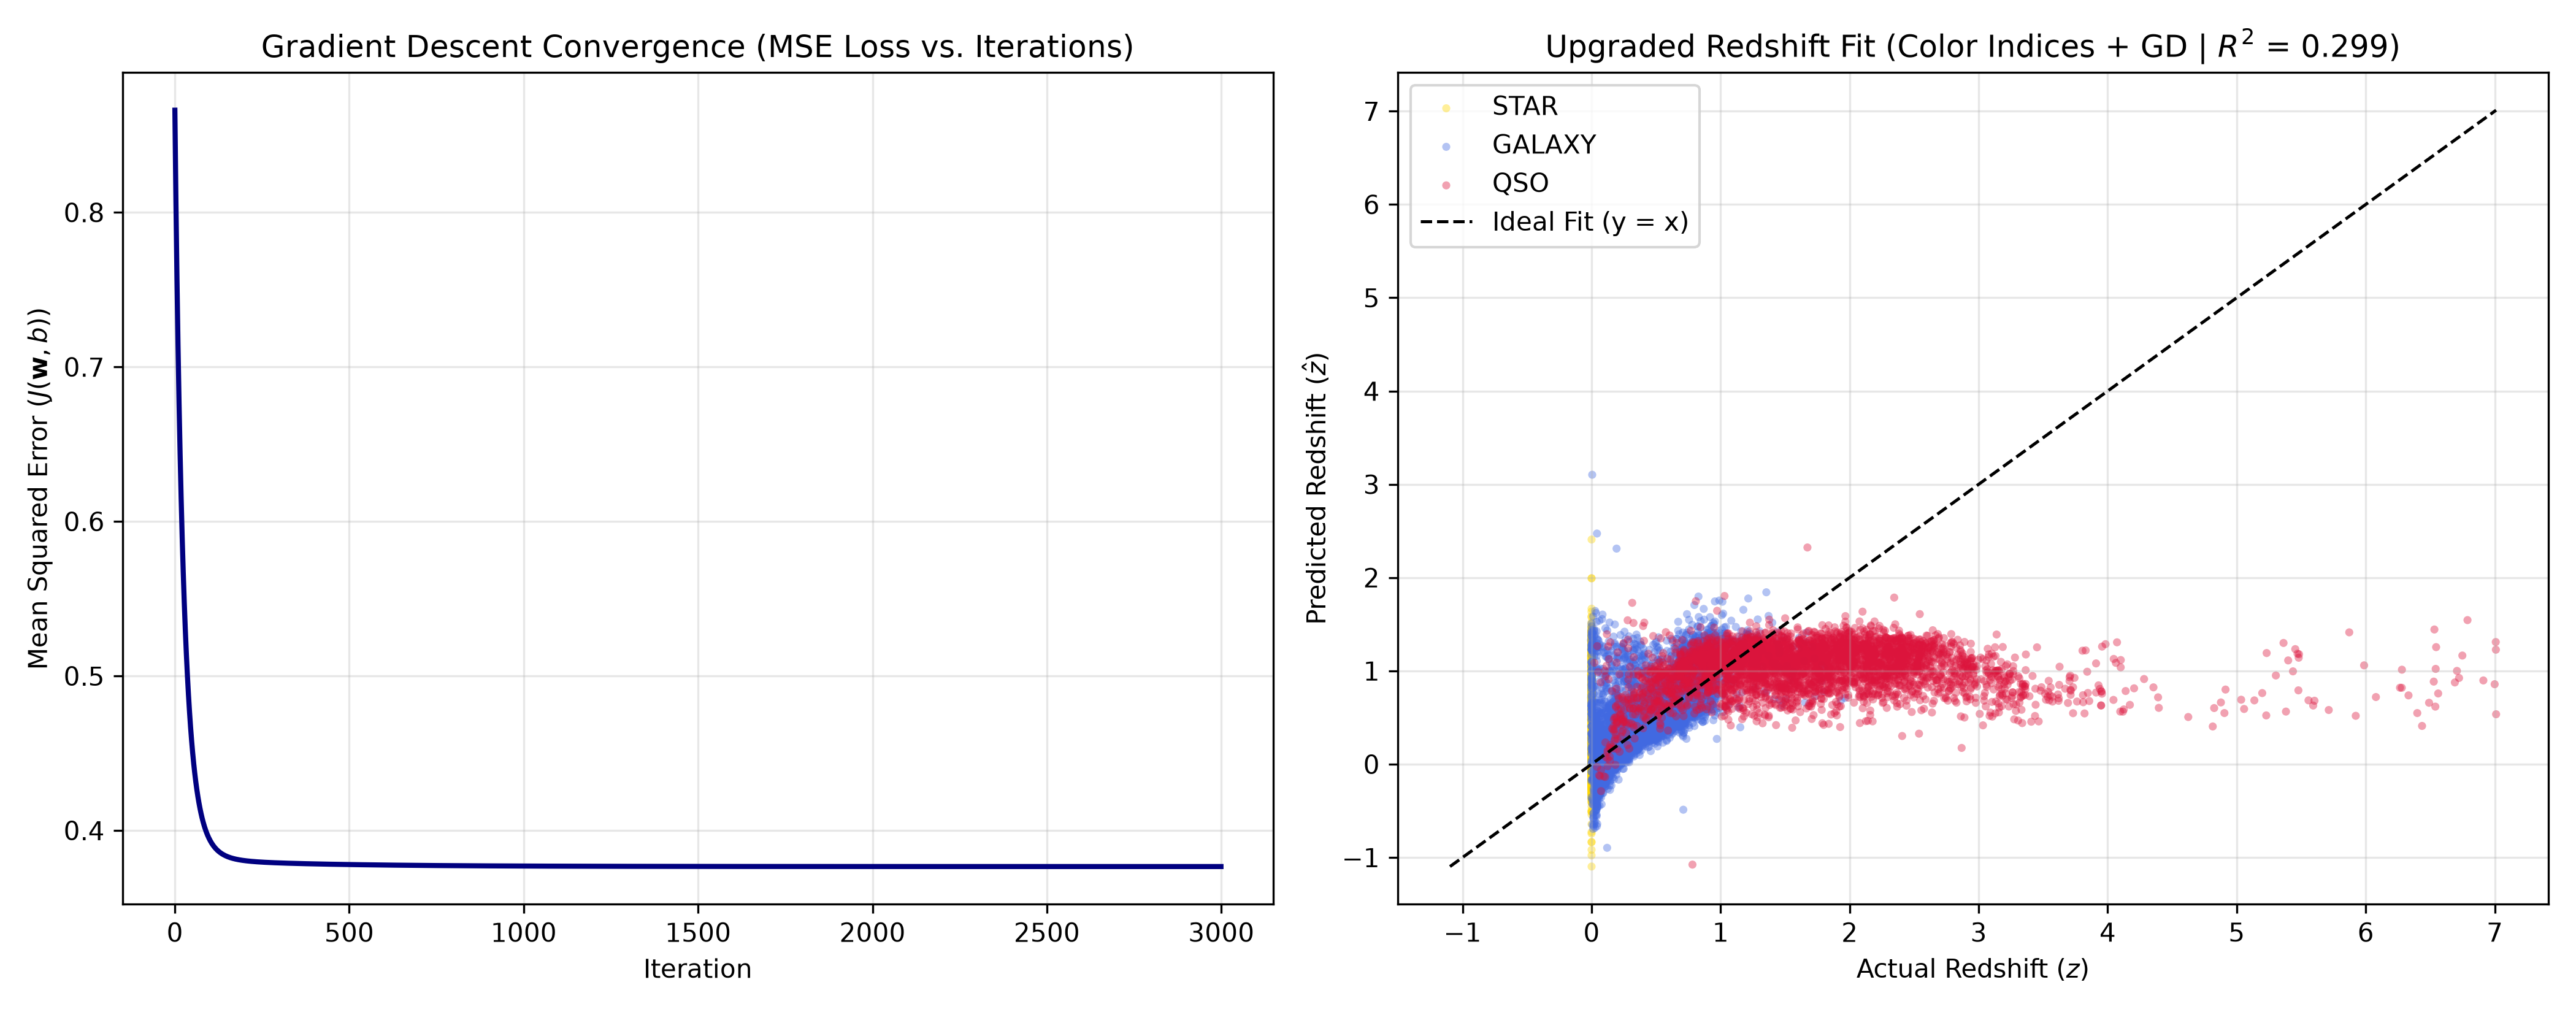 Gradient Descent Convergence (MSE Loss vs. Iterations)
Mean Squared Error (J(w, b))
0.8
0.7
0.6
0.5
0.4
0 500 1000 1500 2000 2500 3000
Iteration
Upgraded Redshift Fit (Color Indices + GD | R² = 0.299)
STAR
GALAXY
QSO
Ideal Fit (y = x)
Predicted Redshift (ẑ)
7
6
5
4
3
2
1
0
−1
−1 0 1 2 3 4 5 6 7
Actual Redshift (z)